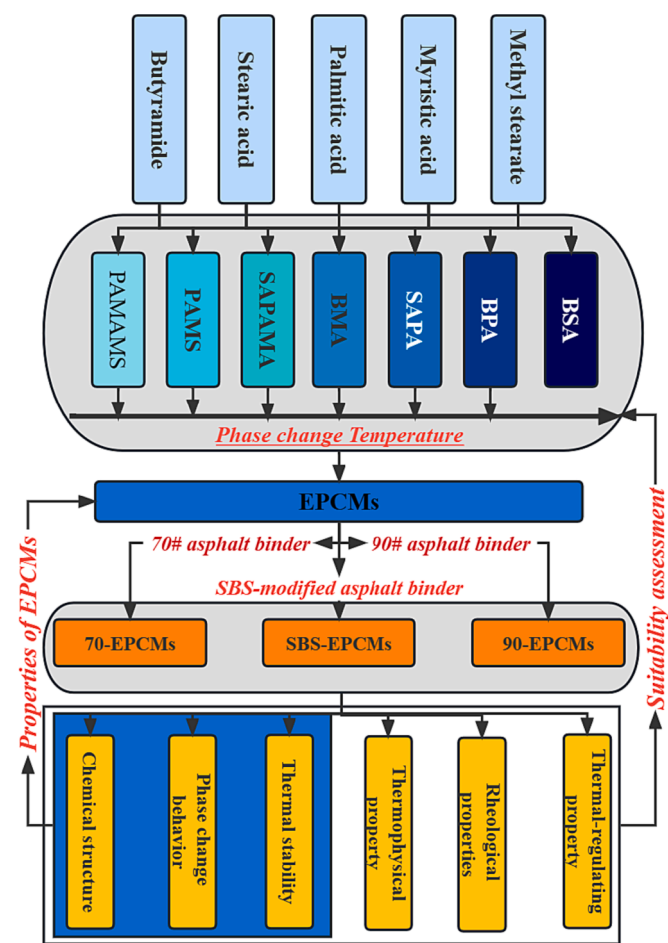 Butyramide
Stearic acid
Palmitic acid
Myristic acid
Methyl stearate
PAMAMS
PAMS
SAPAMA
BMA
SAPA
BPA
BSA
Phase change Temperature
EPCMs
70# asphalt binder
90# asphalt binder
SBS-modified asphalt binder
70-EPCMs
SBS-EPCMs
90-EPCMs
Properties of EPCMs
Suitability assessment
Chemical structure
Phase change
behavior
Thermal stability
Thermophysical
property
Rheological
properties
Thermal-regulating
property